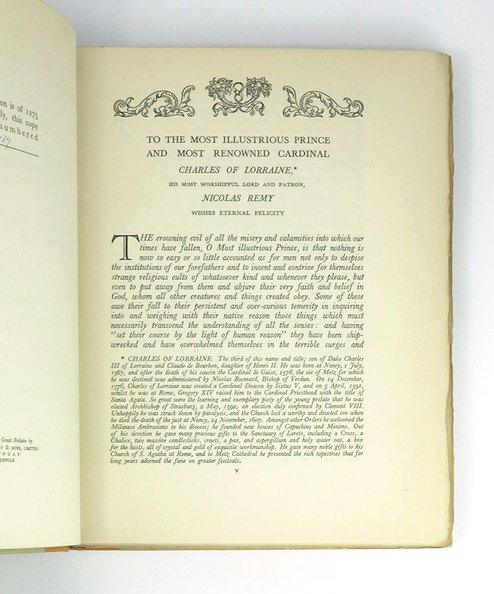 on is of 1275
ly, this copy
numbered
TO THE MOST ILLUSTRIOUS PRINCE
AND MOST RENOWNED CARDINAL
CHARLES OF LORRAINE,*
HIS MOST WORSHIPFUL LORD AND PATRON,
NICOLAS REMY
WISHES ETERNAL FELICITY
THE crowning evil of all the misery and calamities into which our
times have fallen, O Most illustrious Prince, is that nothing is
now so easy or so little accounted as for men not only to despise
the institutions of our forefathers and to invent and contrive for themselves
strange religious cults of whatsoever kind and whenever they please, but
even to put away from them and abjure their very faith and belief in
God, whom all other creatures and things created obey. Some of these
owe their fall to their persistent and over-curious temerity in inquiring
into and weighing with their native reason those things which must
necessarily transcend the understanding of all the senses: and having
"set their course by the light of human reason" they have been ship-
wrecked and have overwhelmed themselves in the terrible surges and
* CHARLES OF LORRAINE. The third of this name and title; son of Duke Charles
III of Lorraine and Claude de Bourbon, daughter of Henri II. He was born at Nancy, 1 July,
1567, and after the death of his cousin the Cardinal de Guise, 1578, the see of Metz for which
he was destined was administered by Nicolas Bousmard, Bishop of Verdun. On 14 December,
1576, Charles of Lorraine was created a Cardinal Deacon by Sixtus V, and on 5 April, 1591,
whilst he was at Rome, Gregory XIV raised him to the Cardinal Priesthood with the title of
Santa Agata. So great were the learning and exemplary piety of the young prelate that he was
elected Archbishop of Strasburg, 2 May, 1592, an election duly confirmed by Clement VIII.
Unhappily he was struck down by paralysis, and the Church lost a worthy and devoted son when
he died the death of the just at Nancy, 24 November, 1607. Amongst other Orders he welcomed the
Milanese Ambrosians to his diocese; he founded new houses of Capuchins and Minims. Out
of his devotion he gave many precious gifts to the Sanctuary of Loreto, including a Cross, a
Chalice, two massive candlesticks, cruets, a pax, and aspergillum and holy water vat, a box
for the hosts, all of crystal and gold of exquisite workmanship. He gave many noble gifts to his
Church of S. Agatha at Rome, and to Metz Cathedral he presented the rich tapestries that for
long years adorned the fane on greater festivals.
v
Great Britain by
& SONS, LIMITED
NGAY
FFOLK